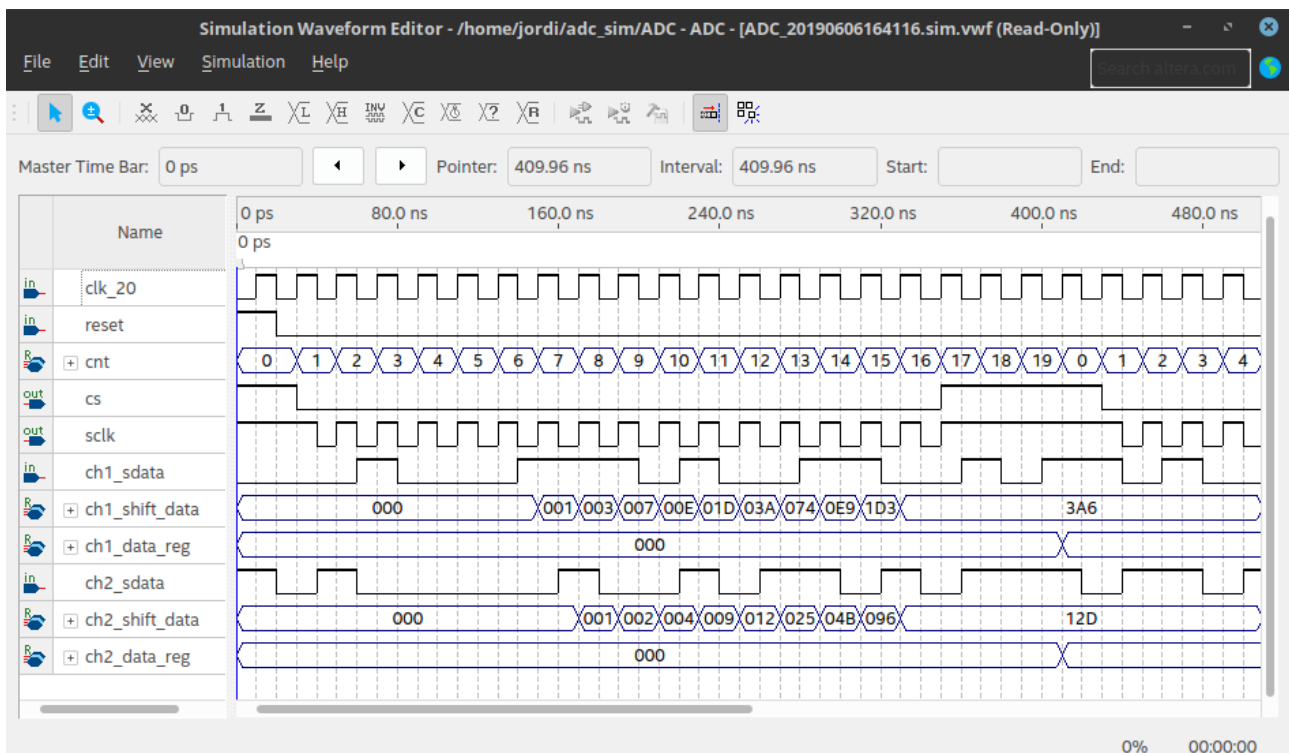 Simulation Waveform Editor - /home/jordi/adc_sim/ADC - ADC - [ADC_20190606164116.sim.vwf (Read-Only)]
File Edit View Simulation Help Search altera.com
Master Time Bar: 0 ps Pointer: 409.96 ns Interval: 409.96 ns Start: End:
Name 0 ps 80.0 ns 160.0 ns 240.0 ns 320.0 ns 400.0 ns 480.0 ns
0 ps
in clk_20
in reset
R cnt 0 1 2 3 4 5 6 7 8 9 10 11 12 13 14 15 16 17 18 19 0 1 2 3 4
out cs
out sclk
in ch1_sdata
R ch1_shift_data 000 001 003 007 00E 01D 03A 074 0E9 1D3 3A6
R ch1_data_reg 000
in ch2_sdata
R ch2_shift_data 000 001 002 004 009 012 025 04B 096 12D
R ch2_data_reg 000
0% 00:00:00